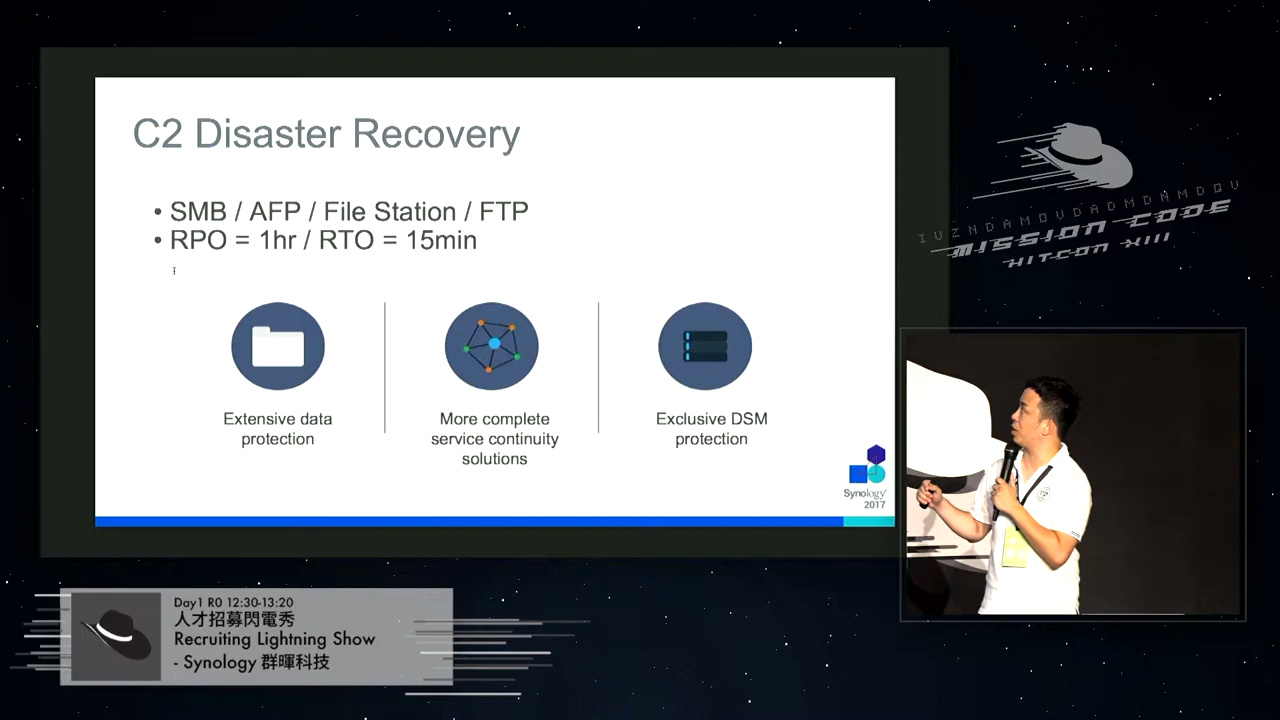 C2 Disaster Recovery
• SMB / AFP / File Station / FTP
• RPO = 1hr / RTO = 15min
Extensive data
protection
More complete
service continuity
solutions
Exclusive DSM
protection
Synology
2017
IVZNDAMOVDADMDNMDQV
MISSION CODE
HITCON XIII
Day1 R0 12:30-13:20
人才招募閃電秀
Recruiting Lightning Show
- Synology 群暉科技